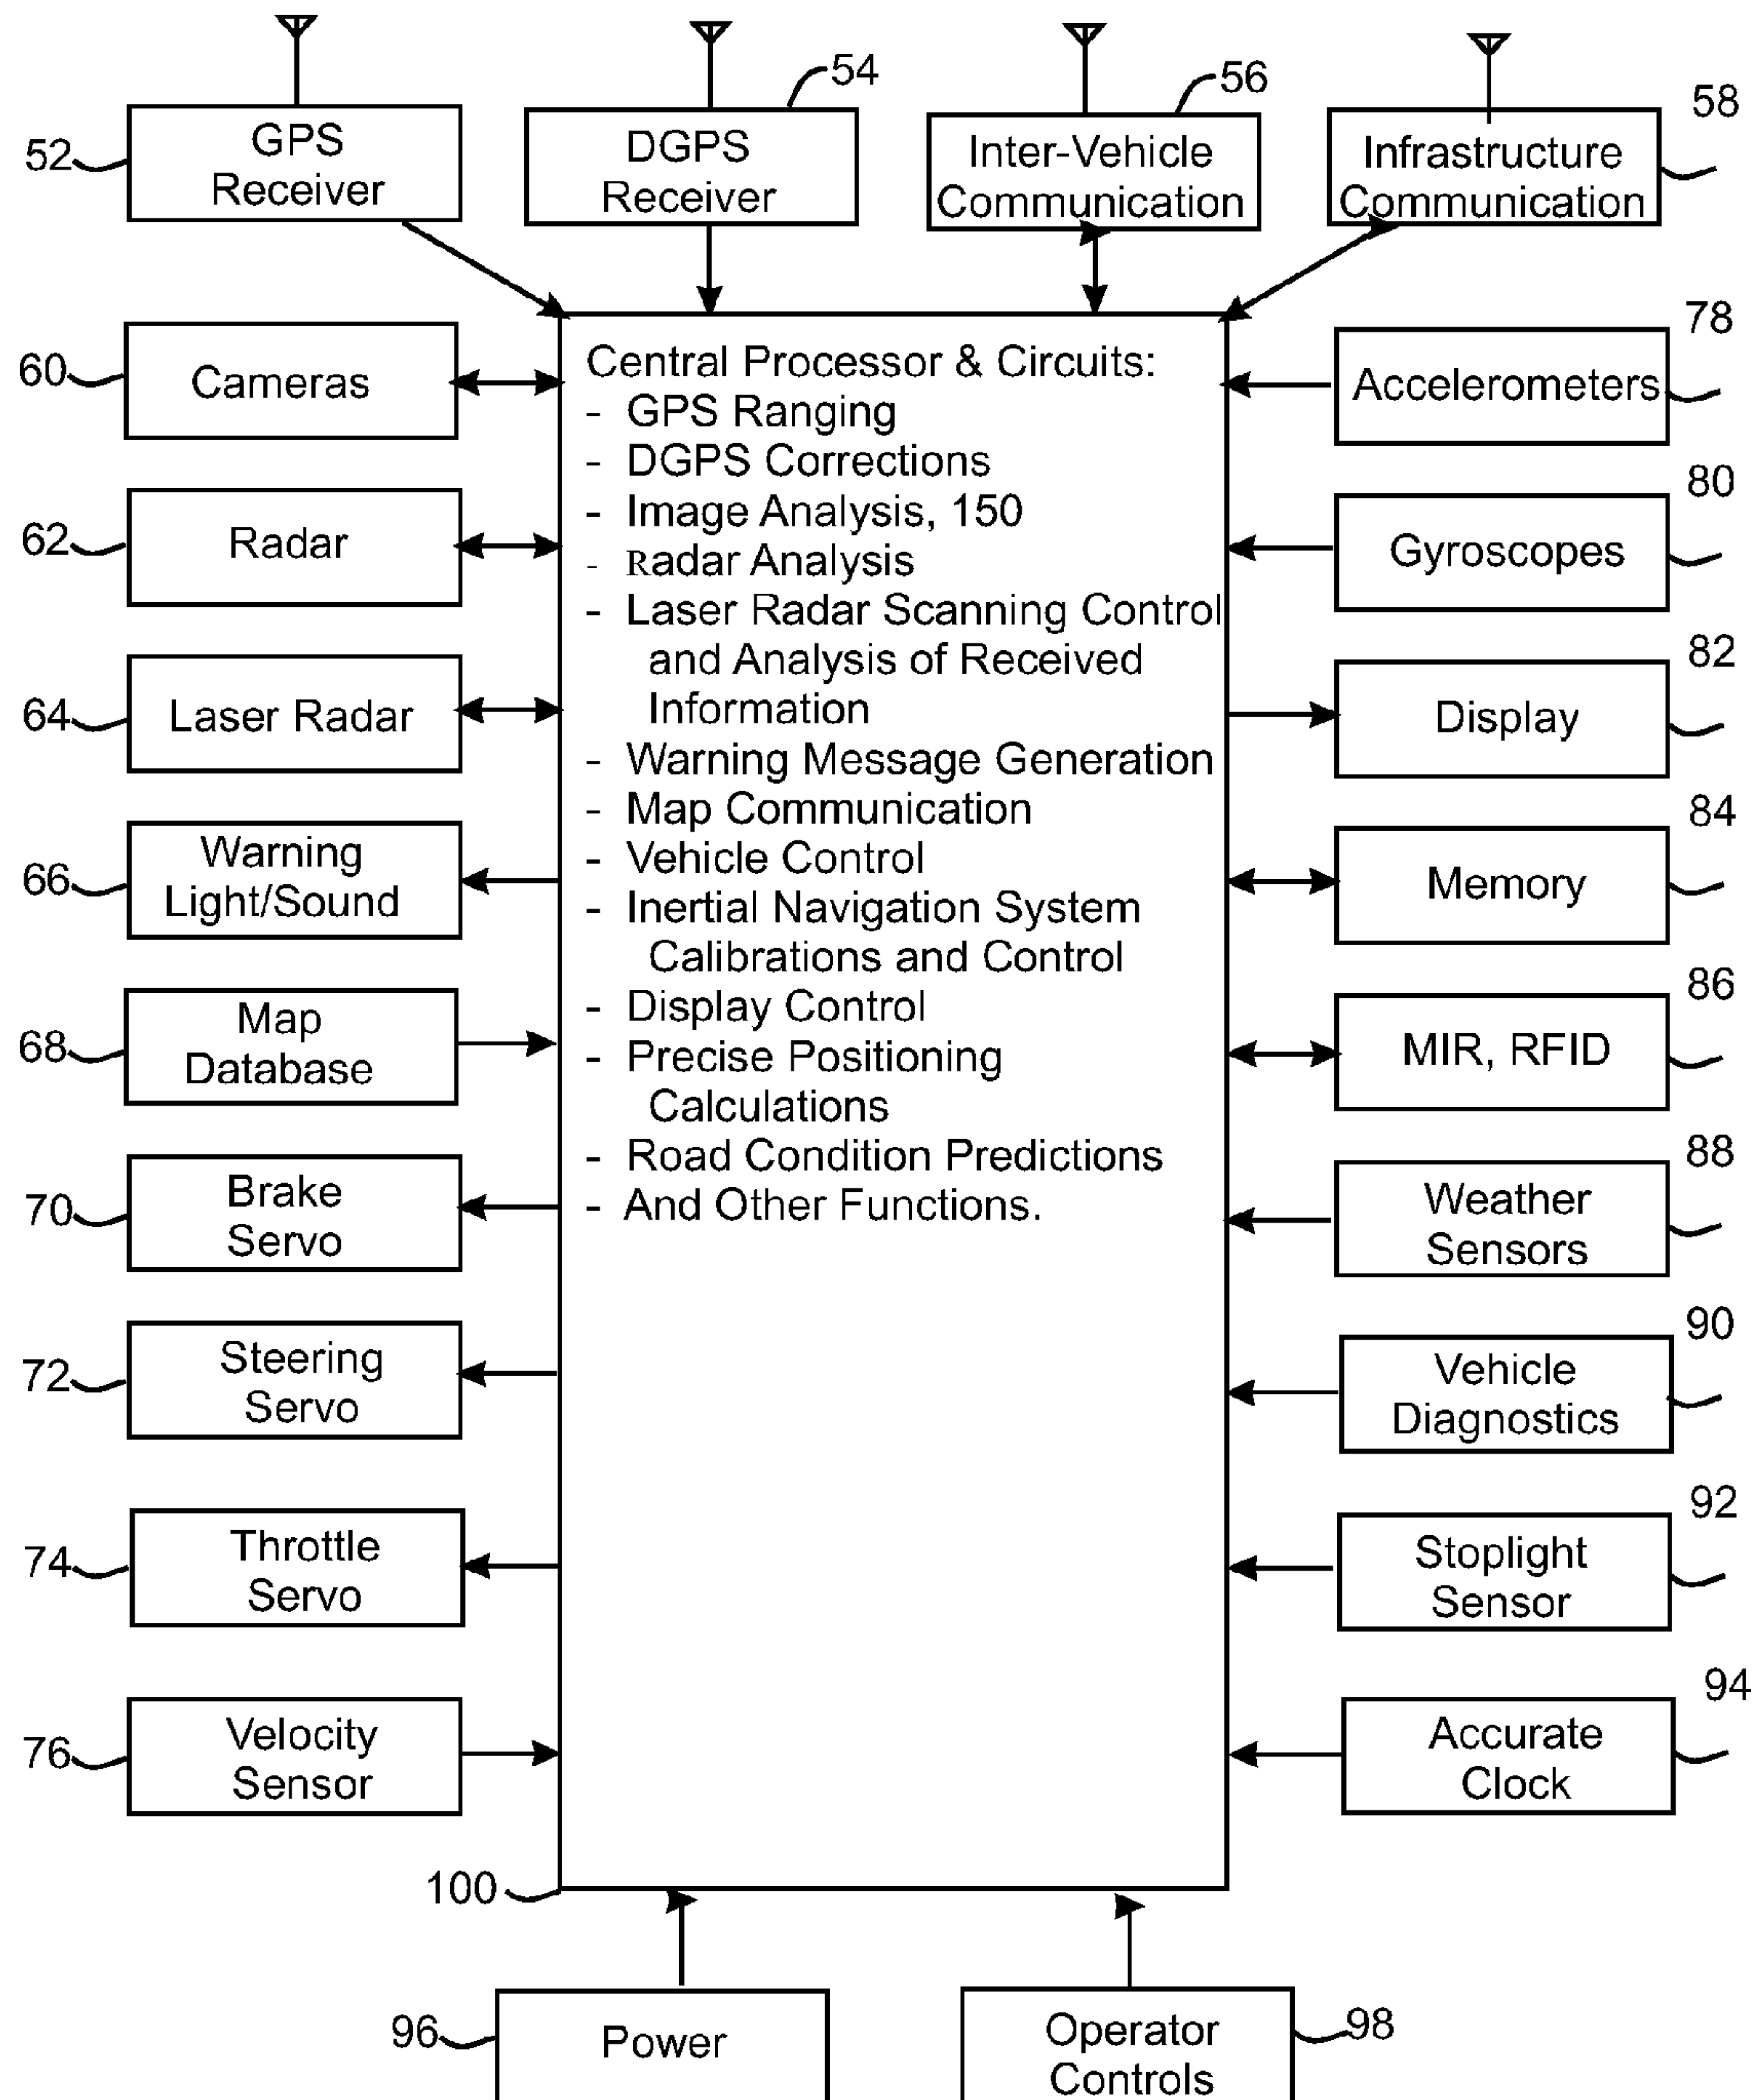 54
56
58
52
GPS
Receiver
DGPS
Receiver
Inter-Vehicle
Communication
Infrastructure
Communication
60
Cameras
62
Radar
64
Laser Radar
66
Warning
Light/Sound
68
Map
Database
70
Brake
Servo
72
Steering
Servo
74
Throttle
Servo
76
Velocity
Sensor
Central Processor & Circuits:
- GPS Ranging
- DGPS Corrections
- Image Analysis, 150
- Radar Analysis
- Laser Radar Scanning Control
and Analysis of Received
Information
- Warning Message Generation
- Map Communication
- Vehicle Control
- Inertial Navigation System
Calibrations and Control
- Display Control
- Precise Positioning
Calculations
- Road Condition Predictions
- And Other Functions.
78
Accelerometers
80
Gyroscopes
82
Display
84
Memory
86
MIR, RFID
88
Weather
Sensors
90
Vehicle
Diagnostics
92
Stoplight
Sensor
94
Accurate
Clock
100
96
Power
Operator
Controls
98